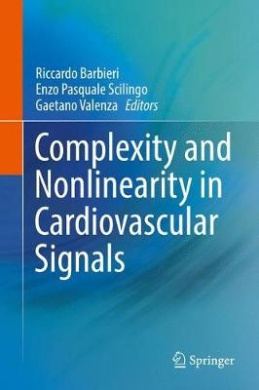 Riccardo Barbieri
Enzo Pasquale Scilingo
Gaetano Valenza Editors
Complexity and
Nonlinearity in
Cardiovascular
Signals
Springer